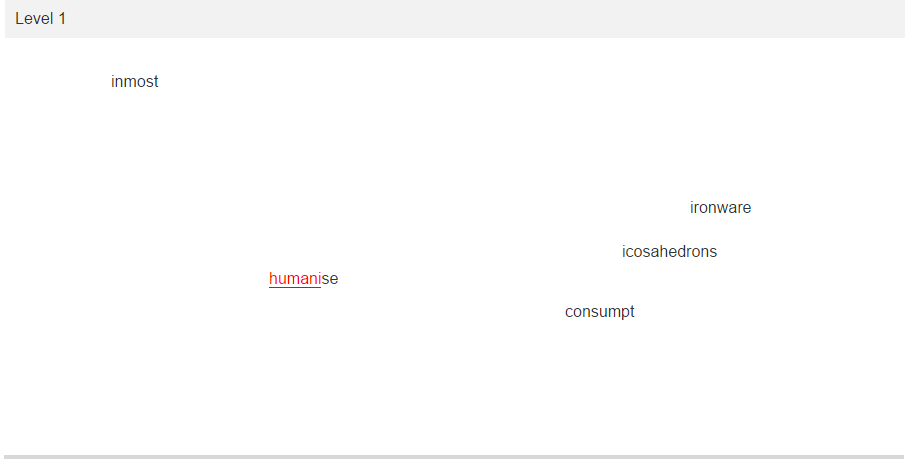 Level 1
inmost
ironware
icosahedrons
humanise
consumpt